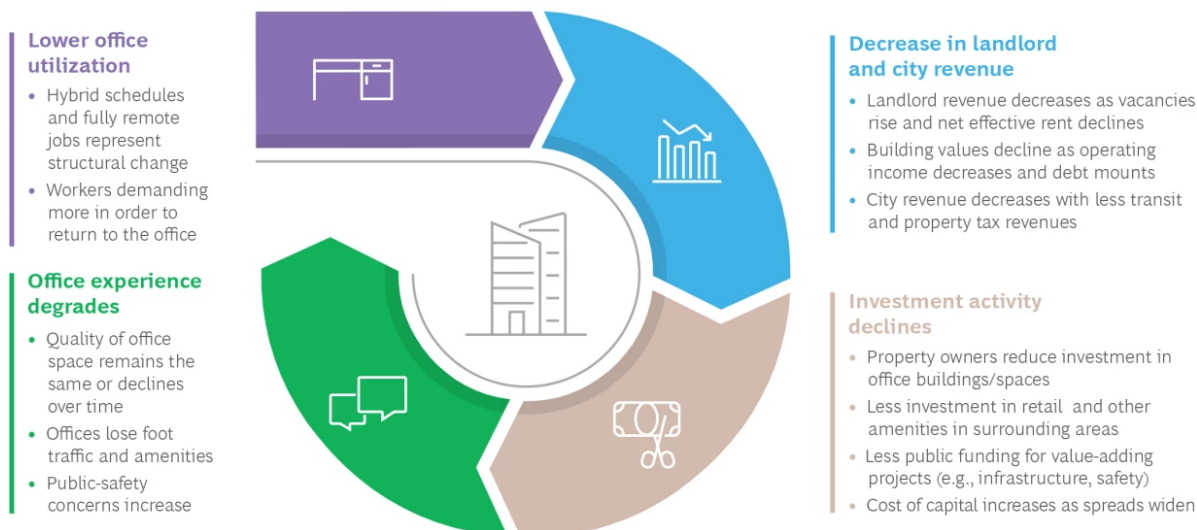 Lower office
utilization
• Hybrid schedules
and fully remote
jobs represent
structural change
• Workers demanding
more in order to
return to the office
Decrease in landlord
and city revenue
• Landlord revenue decreases as vacancies
rise and net effective rent declines
• Building values decline as operating
income decreases and debt mounts
• City revenue decreases with less transit
and property tax revenues
Investment activity
declines
• Property owners reduce investment in
office buildings/spaces
• Less investment in retail and other
amenities in surrounding areas
• Less public funding for value-adding
projects (e.g., infrastructure, safety)
• Cost of capital increases as spreads widen
Office experience
degrades
• Quality of office
space remains the
same or declines
over time
• Offices lose foot
traffic and amenities
• Public-safety
concerns increase